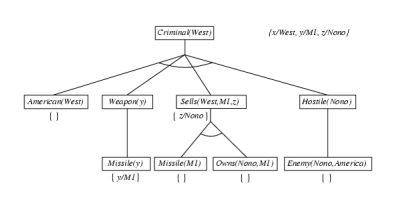 Criminal(West)
{x/West, y/M1, z/Nono}
American(West)
Weapon(y)
Sells(West,M1,z)
Hostile(Nono)
{ }
{ z/Nono }
Missile(y)
Missile(M1)
Owns(Nono,M1)
Enemy(Nono,America)
{ y/M1 }
{ }
{ }
{ }